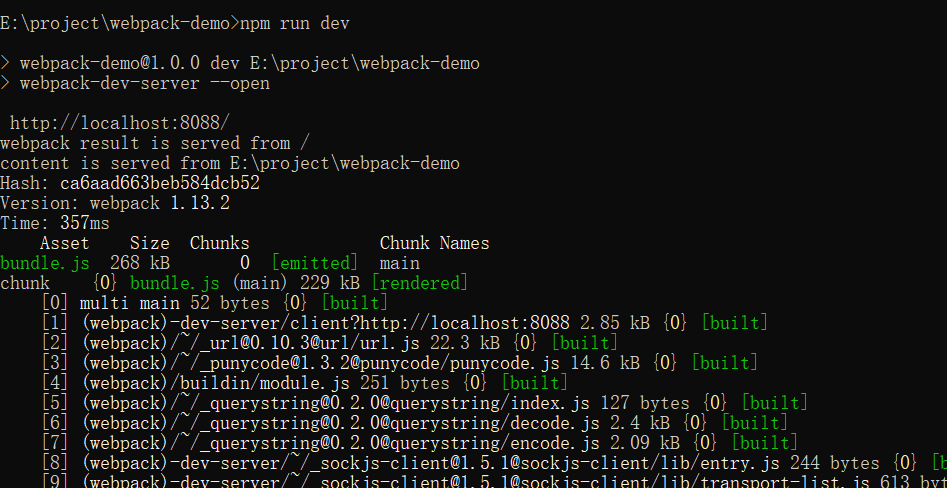 E:\project\webpack-demo>npm run dev
> webpack-demo@1.0.0 dev E:\project\webpack-demo
> webpack-dev-server --open
http://localhost:8088/
webpack result is served from /
content is served from E:\project\webpack-demo
Hash: ca6aad663beb584dcb52
Version: webpack 1.13.2
Time: 357ms
Asset Size Chunks Chunk Names
bundle.js 268 kB 0 [emitted] main
chunk {0} bundle.js (main) 229 kB [rendered]
[0] multi main 52 bytes {0} [built]
[1] (webpack)-dev-server/client?http://localhost:8088 2.85 kB {0} [built]
[2] (webpack)/~/_url@0.10.3@url/url.js 22.3 kB {0} [built]
[3] (webpack)/~/_punycode@1.3.2@punycode/punycode.js 14.6 kB {0} [built]
[4] (webpack)/buildin/module.js 251 bytes {0} [built]
[5] (webpack)/~/_querystring@0.2.0@querystring/index.js 127 bytes {0} [built]
[6] (webpack)/~/_querystring@0.2.0@querystring/decode.js 2.4 kB {0} [built]
[7] (webpack)/~/_querystring@0.2.0@querystring/encode.js 2.09 kB {0} [built]
[8] (webpack)-dev-server/~/_sockjs-client@1.5.1@sockjs-client/lib/entry.js 244 bytes {0} [b
[9] (webpack)-dev-server/~/_sockjs-client@1.5.1@sockjs-client/lib/transport-list.js 613 byt